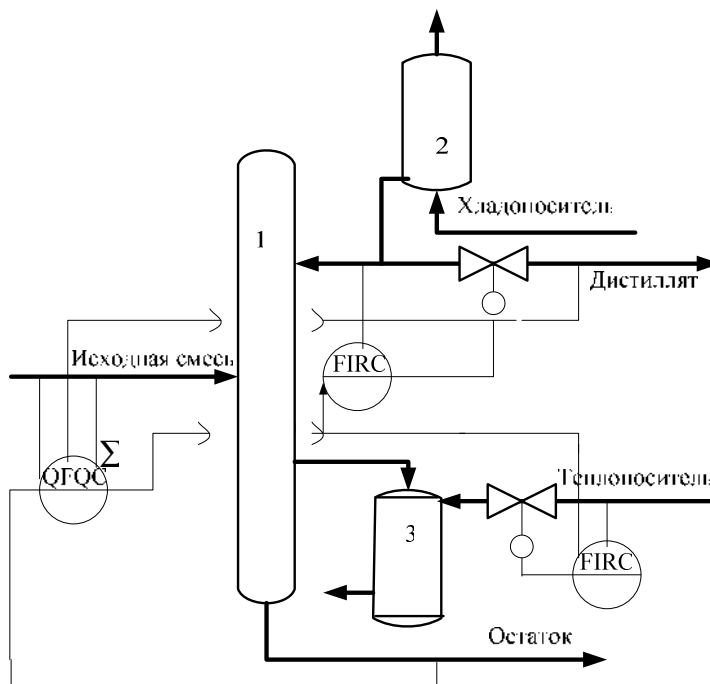 2
Хладоноситель
1
Дистиллят
Исходная смесь
FIRC
Σ
QFQC
Теплоноситель
3
FIRC
Остаток